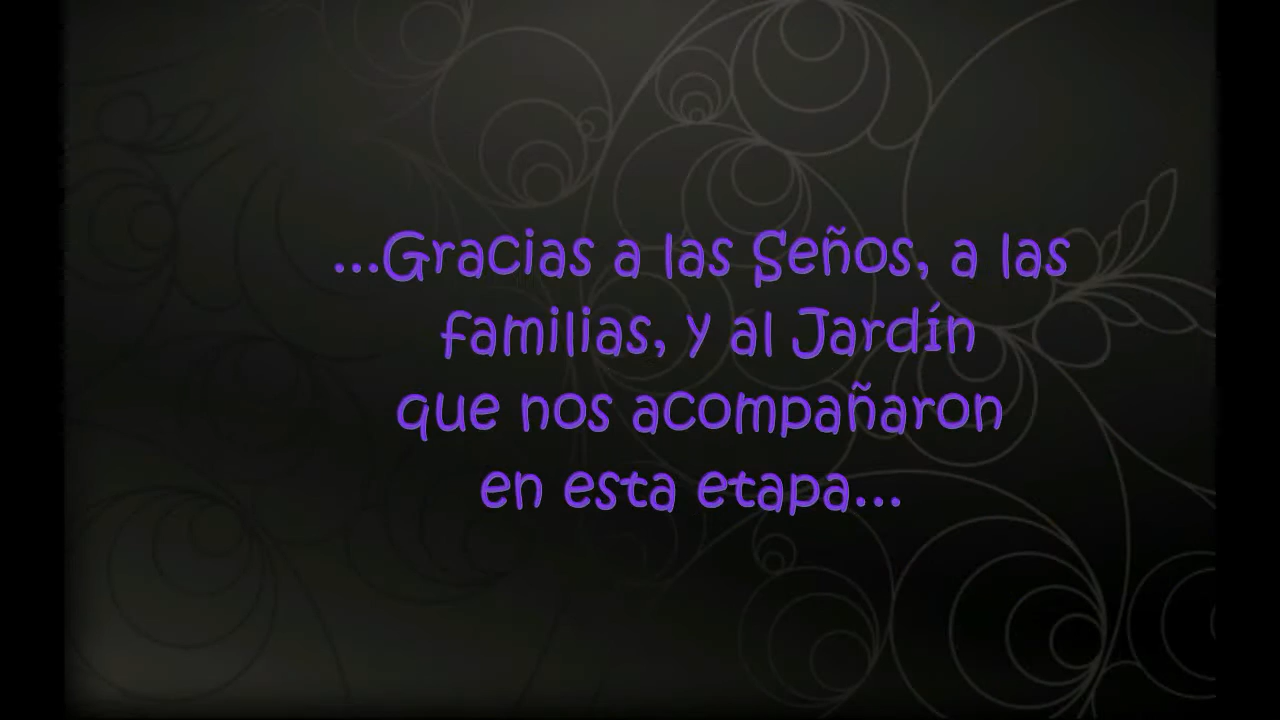 ...Gracias a las Seños, a las
familias, y al Jardín
que nos acompañaron
en esta etapa...